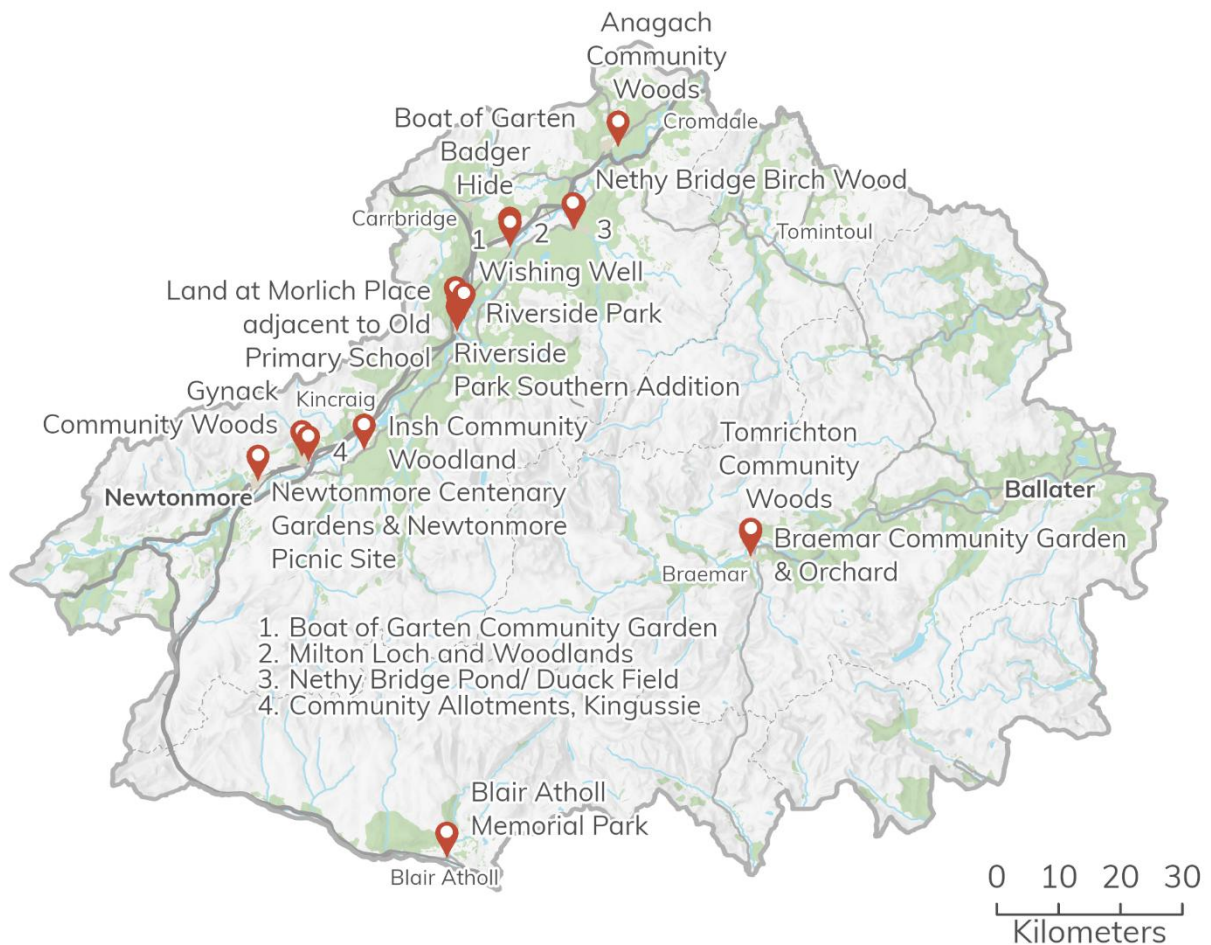 Anagach
Community
Woods
Boat of Garten
Badger
Hide
Cromdale
Nethy Bridge Birch Wood
Carrbridge
1
2
3
Tomintoul
Wishing Well
Land at Morlich Place
adjacent to Old
Primary School
Riverside Park
Riverside
Park Southern Addition
Gynack
Community Woods
Kincraig
4
Insh Community
Woodland
Tomrichton
Community
Woods
Newtonmore
Newtonmore Centenary
Gardens & Newtonmore
Picnic Site
Ballater
Braemar Community Garden
& Orchard
Braemar
1. Boat of Garten Community Garden
2. Milton Loch and Woodlands
3. Nethy Bridge Pond/ Duack Field
4. Community Allotments, Kingussie
Blair Atholl
Memorial Park
Blair Atholl
0 10 20 30
Kilometers